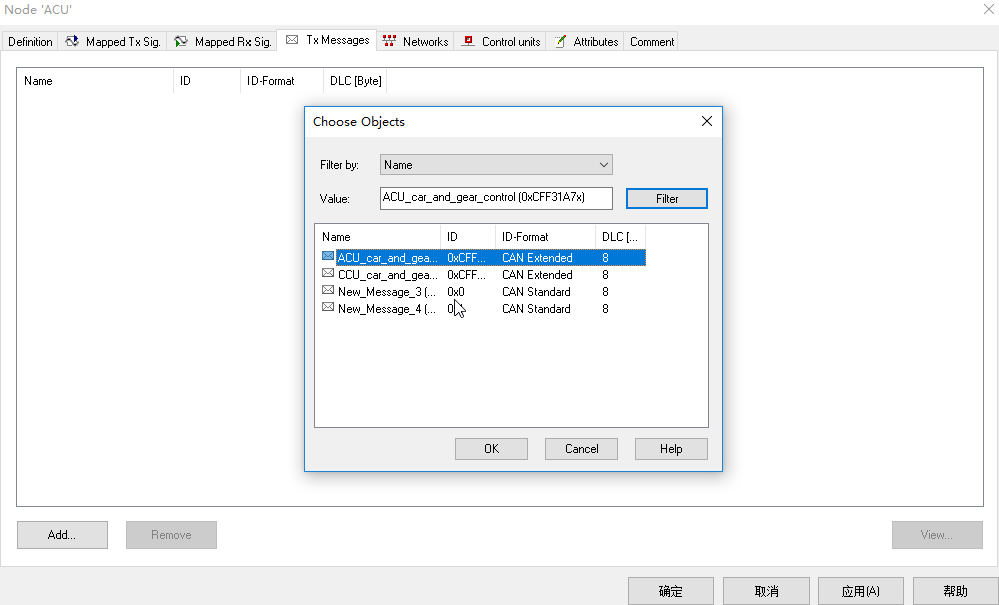 Node 'ACU'
Definition Mapped Tx Sig. Mapped Rx Sig. Tx Messages Networks Control units Attributes Comment
Name ID ID-Format DLC [Byte]
Choose Objects
Filter by: Name
Value: ACU_car_and_gear_control (0xCFF31A7x) Filter
Name ID ID-Format DLC [...
ACU_car_and_gea... 0xCFF... CAN Extended 8
CCU_car_and_gea... 0xCFF... CAN Extended 8
New_Message_3 (... 0x0 CAN Standard 8
New_Message_4 (... CAN Standard 8
OK Cancel Help
Add... Remove View...
确定 取消 应用(A) 帮助